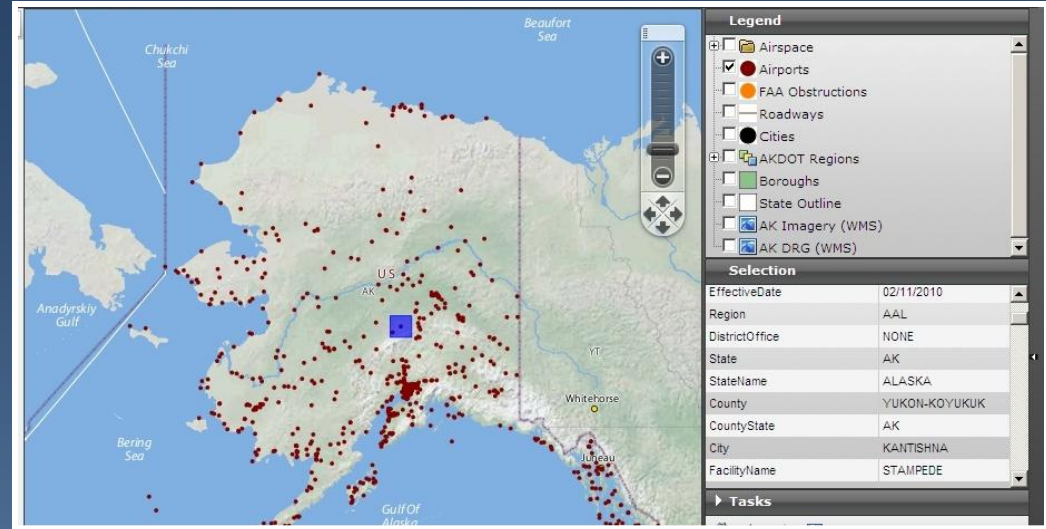 Beaufort
Sea
Chukchi
Sea
US
AK
Anadyrskiy
Gulf
YT
Whitehorse
Bering
Sea
Juneau
Gulf Of
Alaska
Legend
Airspace
Airports
FAA Obstructions
Roadways
Cities
AKDOT Regions
Boroughs
State Outline
AK Imagery (WMS)
AK DRG (WMS)
Selection
EffectiveDate 02/11/2010
Region AAL
DistrictOffice NONE
State AK
StateName ALASKA
County YUKON-KOYUKUK
CountyState AK
City KANTISHNA
FacilityName STAMPEDE
Tasks